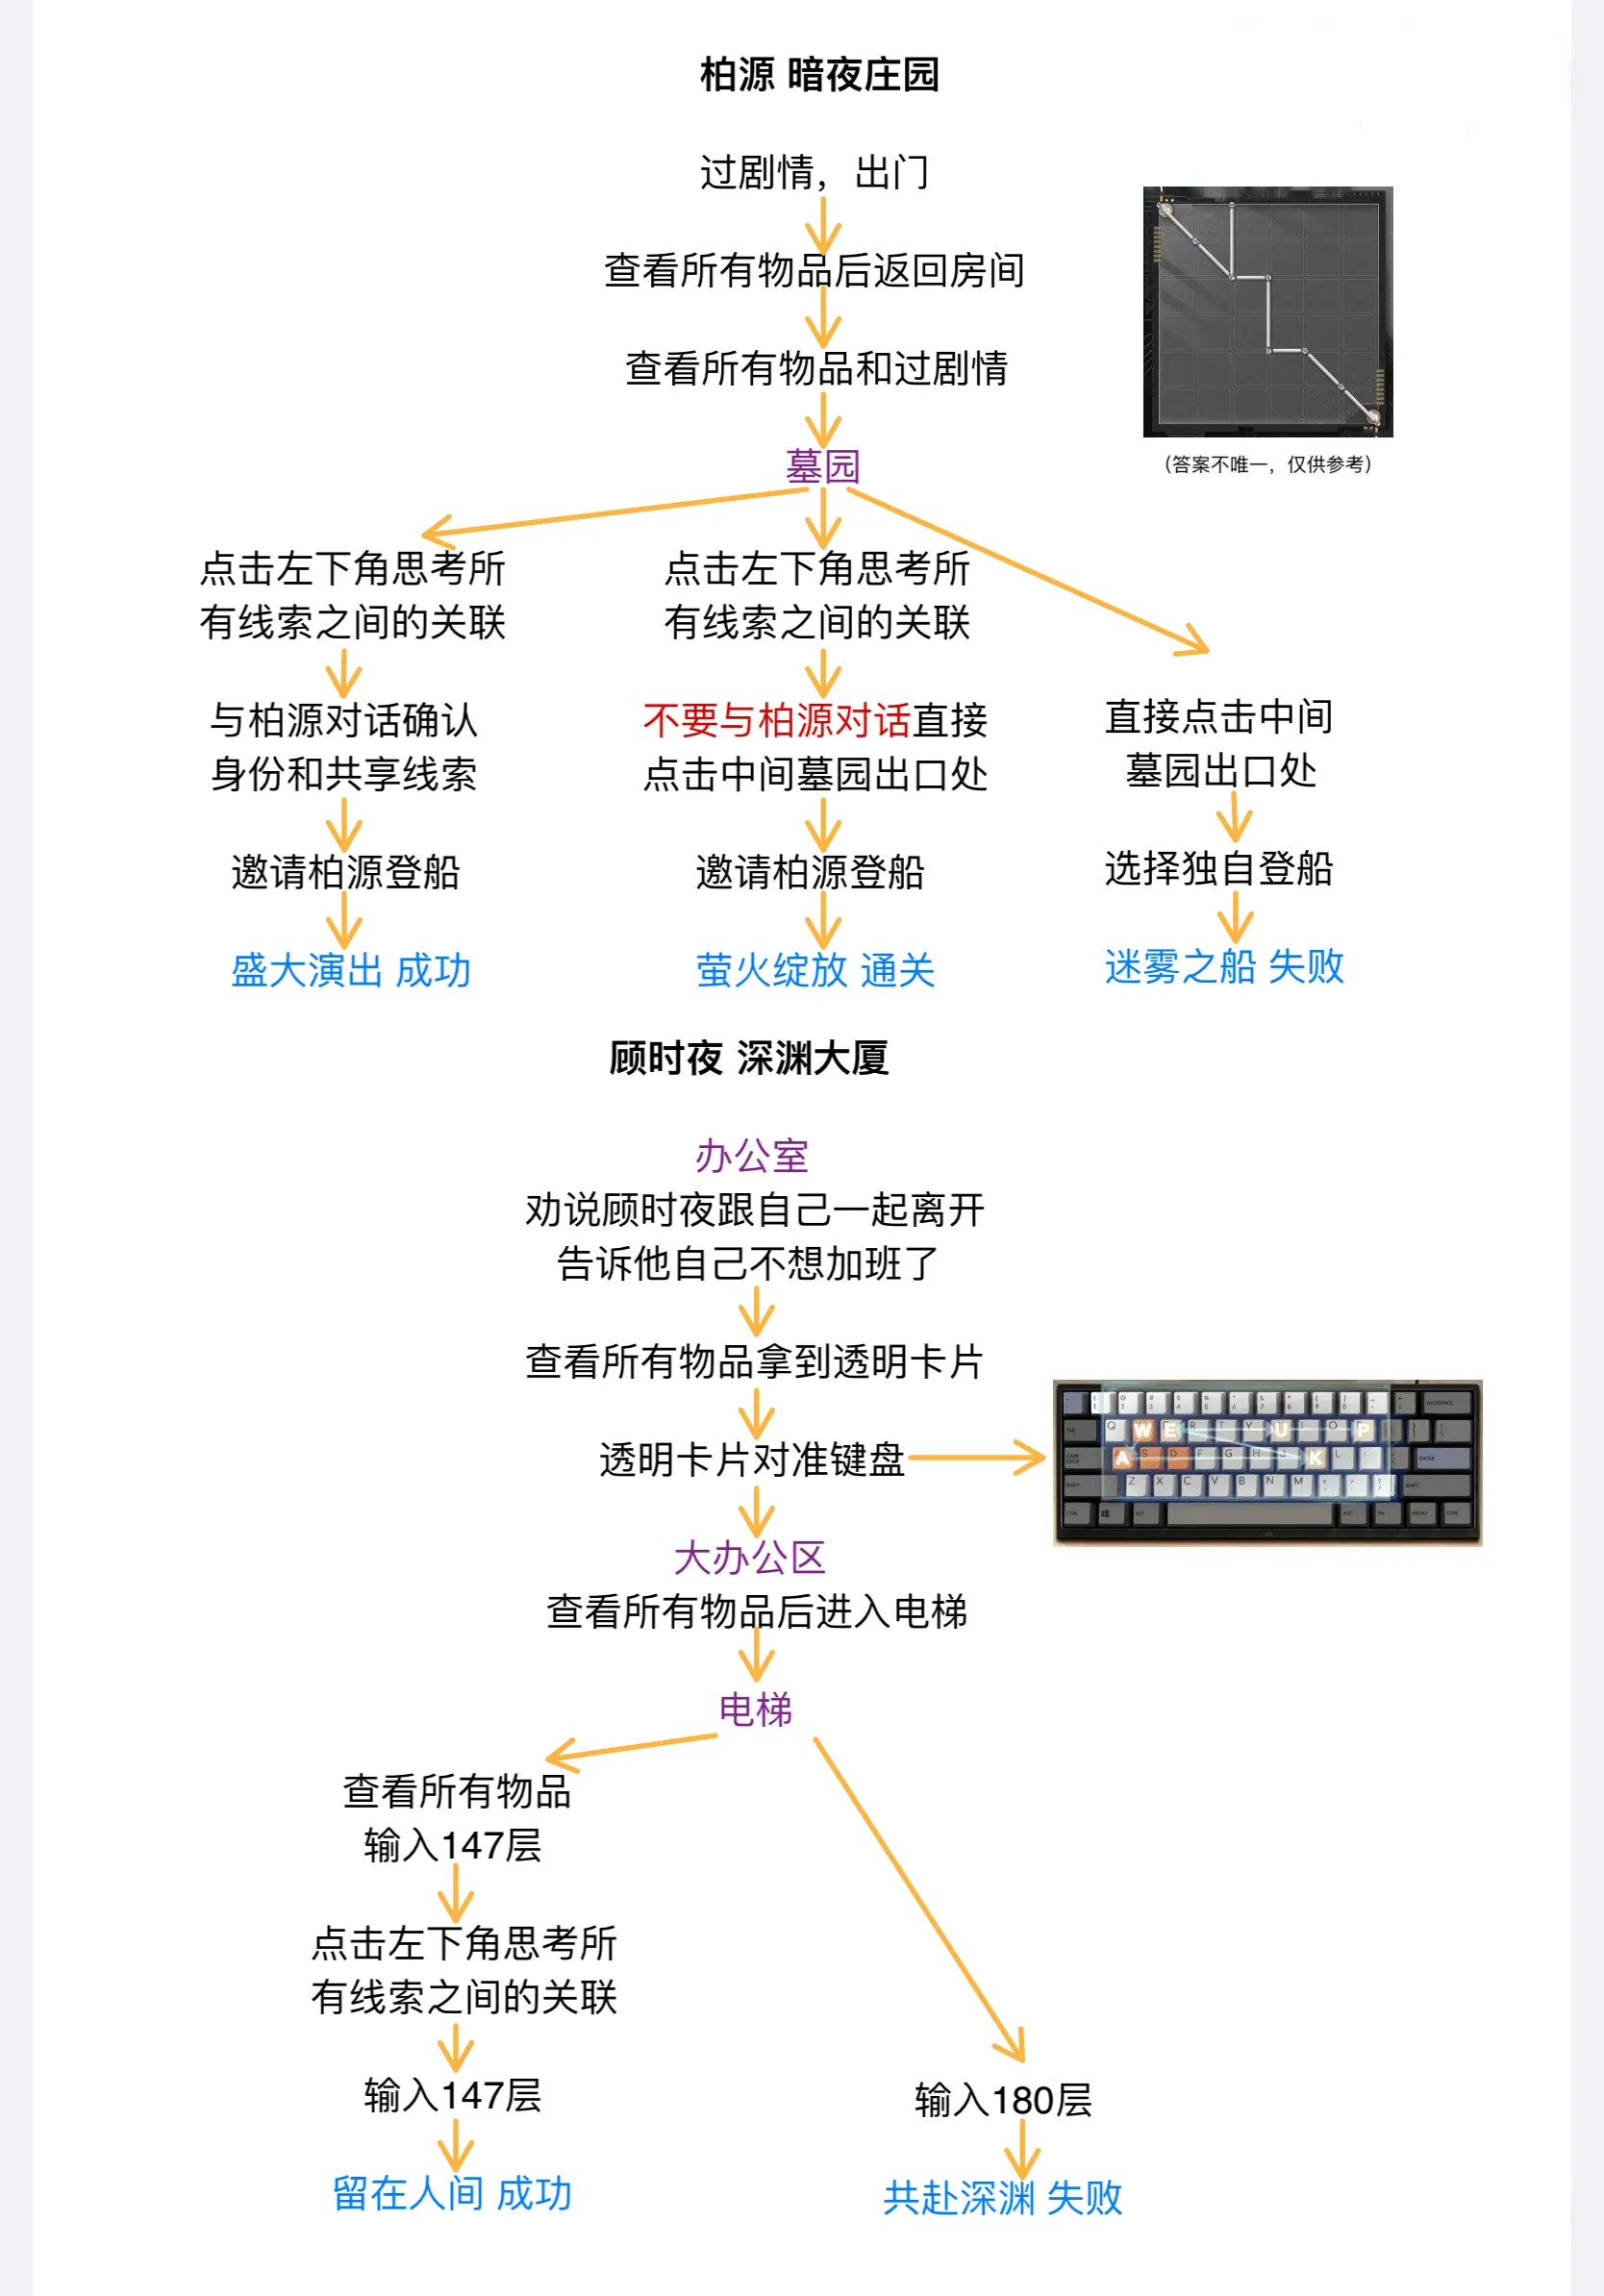 柏源 暗夜庄园
过剧情，出门
查看所有物品后返回房间
查看所有物品和过剧情
(答案不唯一，仅供参考)
墓园
点击左下角思考所
有线索之间的关联
与柏源对话确认
身份和共享线索
邀请柏源登船
盛大演出 成功
点击左下角思考所
有线索之间的关联
不要与柏源对话直接
点击中间墓园出口处
邀请柏源登船
萤火绽放 通关
直接点击中间
墓园出口处
选择独自登船
迷雾之船 失败
顾时夜 深渊大厦
办公室
劝说顾时夜跟自己一起离开
告诉他自己不想加班了
查看所有物品拿到透明卡片
透明卡片对准键盘
BACKSPACE
Q W E R T Y U I O P
A S D F G H K L
ENTER
Z X C V B N M
SHIFT
CTRL ALT ALT FN MENU CTRL
大办公区
查看所有物品后进入电梯
电梯
查看所有物品
输入147层
点击左下角思考所
有线索之间的关联
输入147层
留在人间 成功
输入180层
共赴深渊 失败